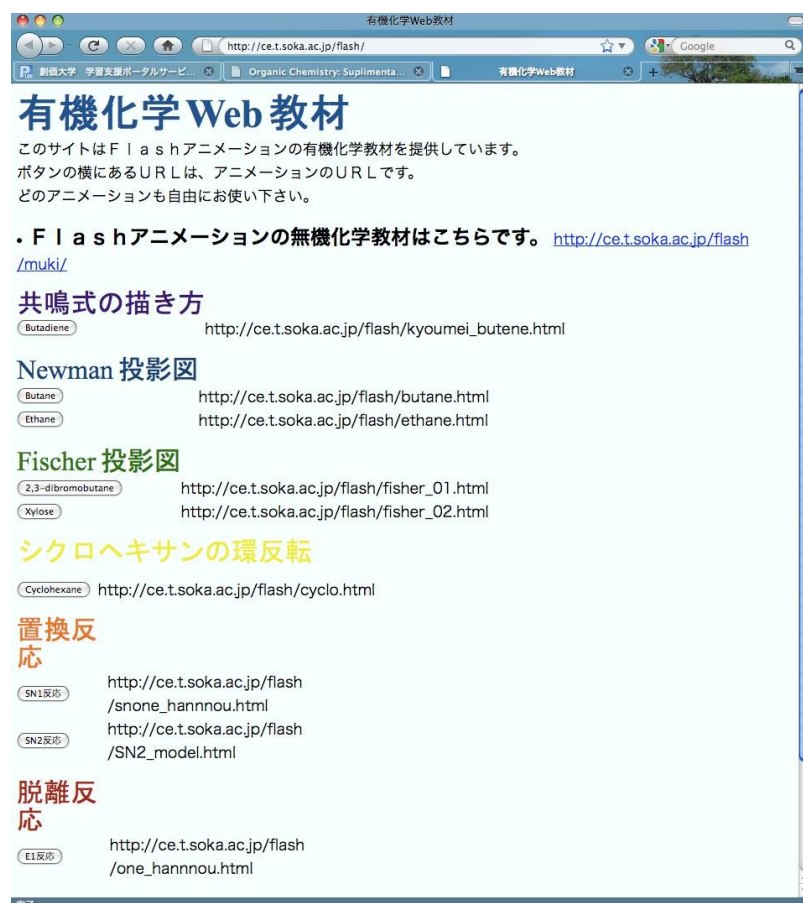 有機化学Web教材
http://ce.t.soka.ac.jp/flash/
Google
創価大学 学習支援ポータルサービ...
Organic Chemistry: Suplimenta...
有機化学Web教材
有機化学Web教材
このサイトはFlashアニメーションの有機化学教材を提供しています。
ボタンの横にあるURLは、アニメーションのURLです。
どのアニメーションも自由にお使い下さい。
• Flashアニメーションの無機化学教材はこちらです。 http://ce.t.soka.ac.jp/flash
/muki/
共鳴式の描き方
Butadiene http://ce.t.soka.ac.jp/flash/kyoumei_butene.html
Newman 投影図
Butane http://ce.t.soka.ac.jp/flash/butane.html
Ethane http://ce.t.soka.ac.jp/flash/ethane.html
Fischer 投影図
2,3-dibromobutane http://ce.t.soka.ac.jp/flash/fisher_01.html
Xylose http://ce.t.soka.ac.jp/flash/fisher_02.html
シクロヘキサンの環反転
Cyclohexane http://ce.t.soka.ac.jp/flash/cyclo.html
置換反
応
SN1反応 http://ce.t.soka.ac.jp/flash
/snone_hannnou.html
SN2反応 http://ce.t.soka.ac.jp/flash
/SN2_model.html
脱離反
応
E1反応 http://ce.t.soka.ac.jp/flash
/one_hannnou.html